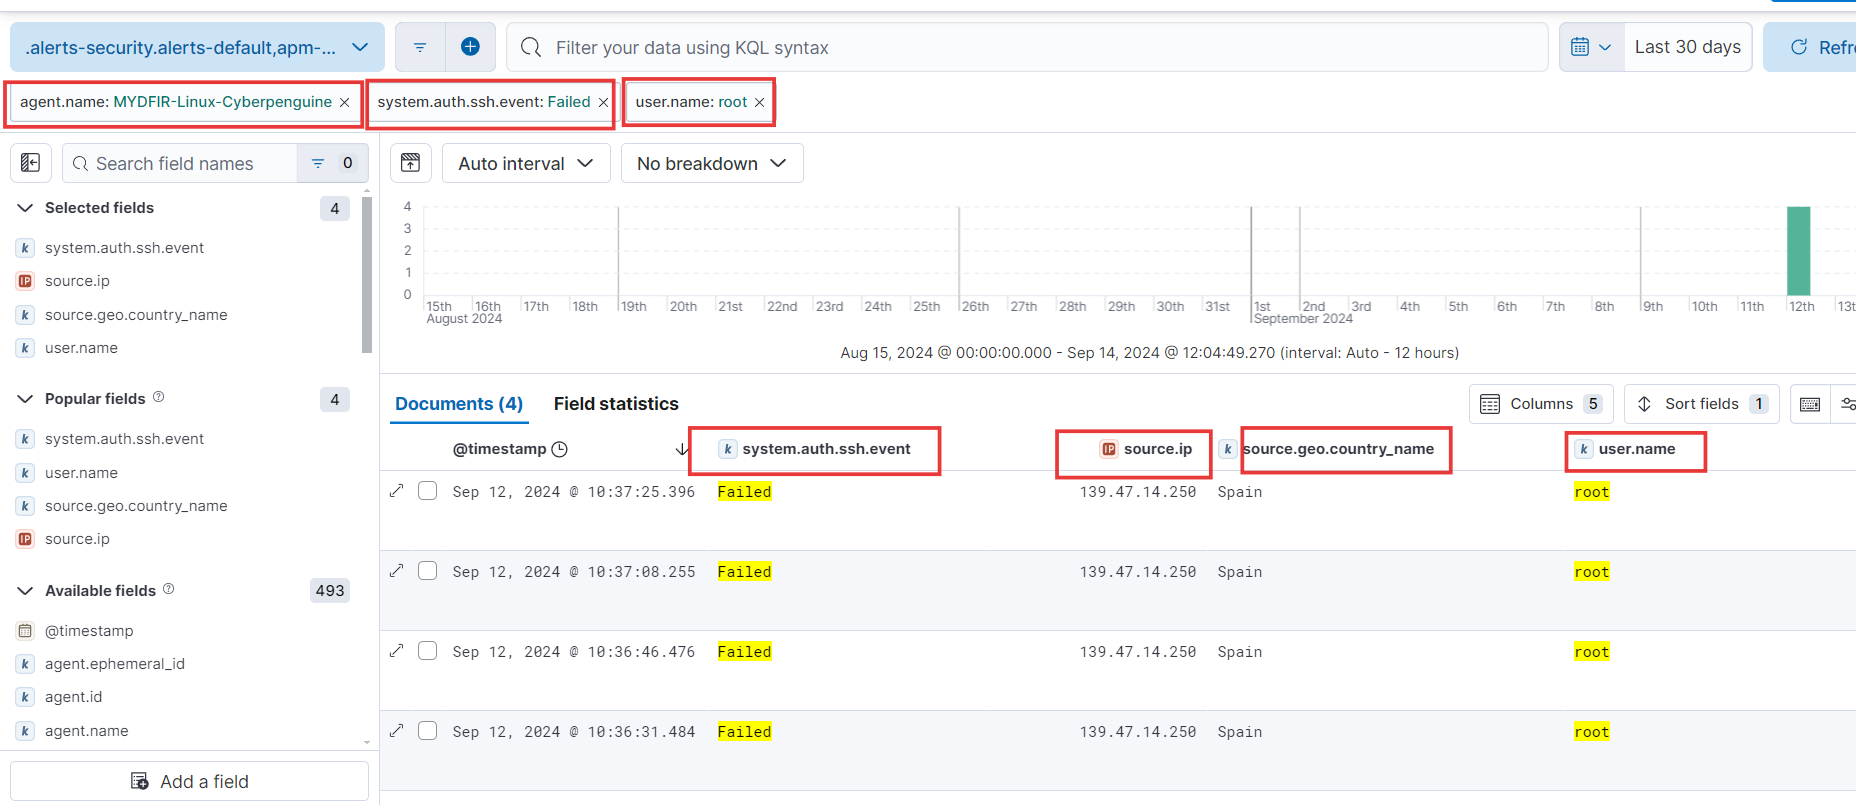 .alerts-security.alerts-default,apm-...
Filter your data using KQL syntax
Last 30 days
Refr
agent.name: MYDFIR-Linux-Cyberpenguine ×
system.auth.ssh.event: Failed ×
user.name: root ×
Search field names
0
Auto interval
No breakdown
Selected fields
4
system.auth.ssh.event
source.ip
source.geo.country_name
user.name
Popular fields
4
system.auth.ssh.event
user.name
source.geo.country_name
source.ip
Available fields
493
@timestamp
agent.ephemeral_id
agent.id
agent.name
Add a field
4
3
2
1
0
15th 16th 17th 18th 19th 20th 21st 22nd 23rd 24th 25th 26th 27th 28th 29th 30th 31st 1st 2nd 3rd 4th 5th 6th 7th 8th 9th 10th 11th 12th 13t
August 2024 September 2024
Aug 15, 2024 @ 00:00:00.000 - Sep 14, 2024 @ 12:04:49.270 (interval: Auto - 12 hours)
Documents (4) Field statistics
Columns 5
Sort fields 1
@timestamp k system.auth.ssh.event IP source.ip k source.geo.country_name k user.name
Sep 12, 2024 @ 10:37:25.396 Failed 139.47.14.250 Spain root
Sep 12, 2024 @ 10:37:08.255 Failed 139.47.14.250 Spain root
Sep 12, 2024 @ 10:36:46.476 Failed 139.47.14.250 Spain root
Sep 12, 2024 @ 10:36:31.484 Failed 139.47.14.250 Spain root